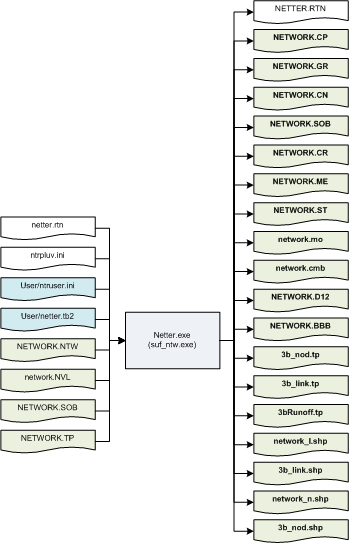 netter.rtn
ntrpluv.ini
User/ntruser.ini
User/netter.tb2
NETWORK.NTW
network.NVL
NETWORK.SOB
NETWORK.TP
Netter.exe
(suf_ntw.exe)
NETTER.RTN
NETWORK.CP
NETWORK.GR
NETWORK.CN
NETWORK.SOB
NETWORK.CR
NETWORK.ME
NETWORK.ST
network.mo
network.cmb
NETWORK.D12
NETWORK.BBB
3b_nod.tp
3b_link.tp
3bRunoff.tp
network_l.shp
3b_link.shp
network_n.shp
3b_nod.shp